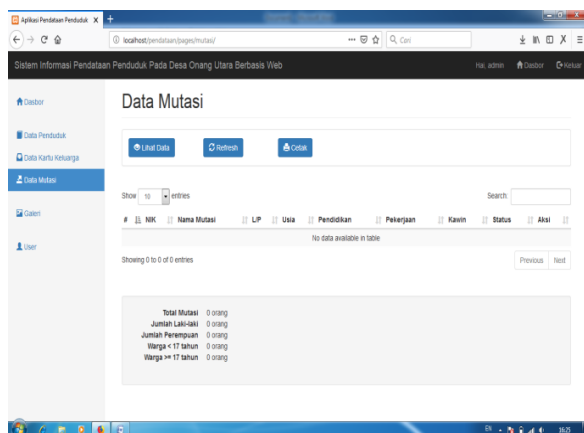 Aplikasi Pendataan Penduduk X +
localhost/pendataan/pages/mutasi/
Cari
Sistem Informasi Pendataan Penduduk Pada Desa Onang Utara Berbasis Web
Hai, admin Dasbor Keluar
Dasbor
Data Penduduk
Data Kartu Keluarga
Data Mutasi
Galeri
User
Data Mutasi
Lihat Data Refresh Cetak
Show 10 entries Search:
# NIK Nama Mutasi L/P Usia Pendidikan Pekerjaan Kawin Status Aksi
No data available in table
Showing 0 to 0 of 0 entries Previous Next
Total Mutasi 0 orang
Jumlah Laki-laki 0 orang
Jumlah Perempuan 0 orang
Warga < 17 tahun 0 orang
Warga >= 17 tahun 0 orang
EN 16:25